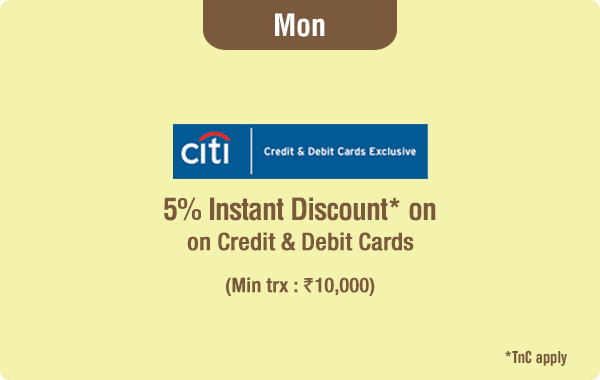 Mon
citi
Credit & Debit Cards Exclusive
5% Instant Discount* on
on Credit & Debit Cards
(Min trx : ₹10,000)
*TnC apply